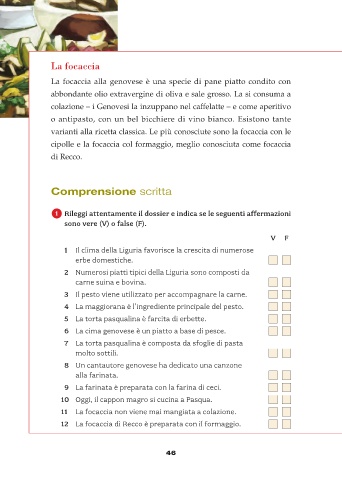 La focaccia
La focaccia alla genovese è una specie di pane piatto condito con
abbondante olio extravergine di oliva e sale grosso. La si consuma a
colazione – i Genovesi la inzuppano nel caffelatte – e come aperitivo
o antipasto, con un bel bicchiere di vino bianco. Esistono tante
varianti alla ricetta classica. Le più conosciute sono la focaccia con le
cipolle e la focaccia col formaggio, meglio conosciuta come focaccia
di Recco.
Comprensione scritta
1 Rileggi attentamente il dossier e indica se le seguenti affermazioni
sono vere (V) o false (F).
V F
1 Il clima della Liguria favorisce la crescita di numerose
erbe domestiche.
2 Numerosi piatti tipici della Liguria sono composti da
carne suina e bovina.
3 Il pesto viene utilizzato per accompagnare la carne.
4 La maggiorana è l'ingrediente principale del pesto.
5 La torta pasqualina è farcita di erbette.
6 La cima genovese è un piatto a base di pesce.
7 La torta pasqualina è composta da sfoglie di pasta
molto sottili.
8 Un cantautore genovese ha dedicato una canzone
alla farinata.
9 La farinata è preparata con la farina di ceci.
10 Oggi, il cappon magro si cucina a Pasqua.
11 La focaccia non viene mai mangiata a colazione.
12 La focaccia di Recco è preparata con il formaggio.
46